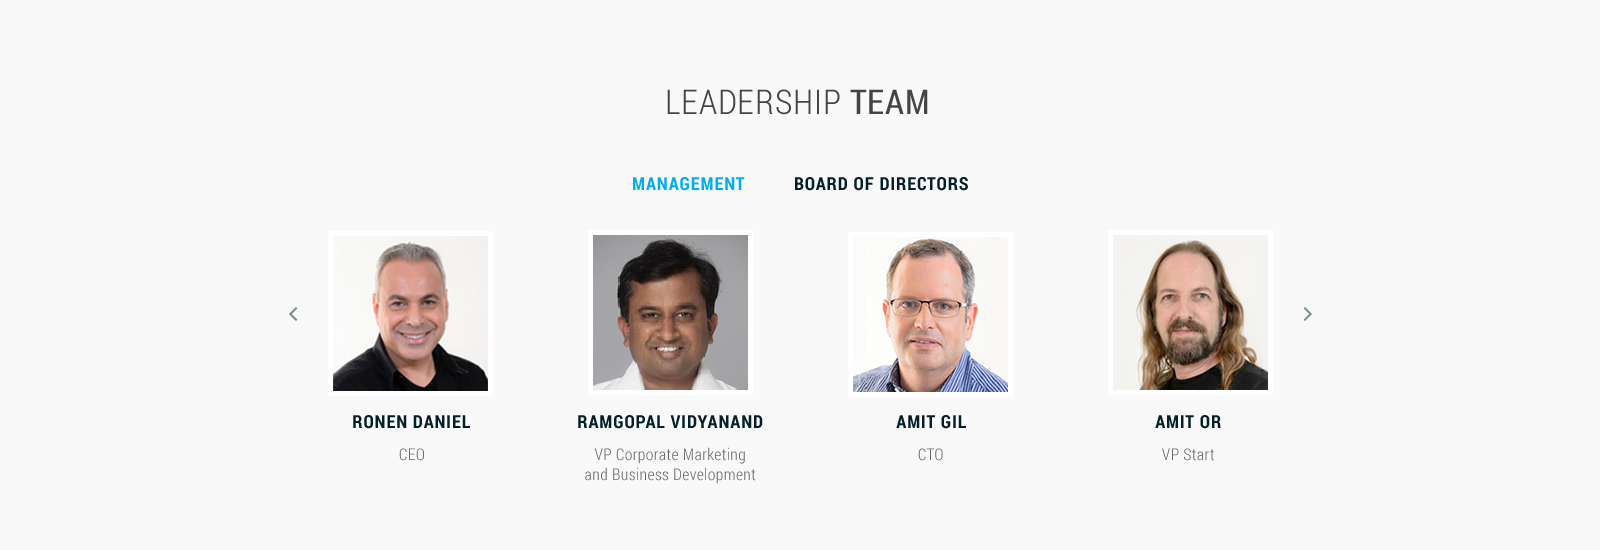 LEADERSHIP TEAM
MANAGEMENT
BOARD OF DIRECTORS
RONEN DANIEL
CEO
RAMGOPAL VIDYANAND
VP Corporate Marketing
and Business Development
AMIT GIL
CTO
AMIT OR
VP Start